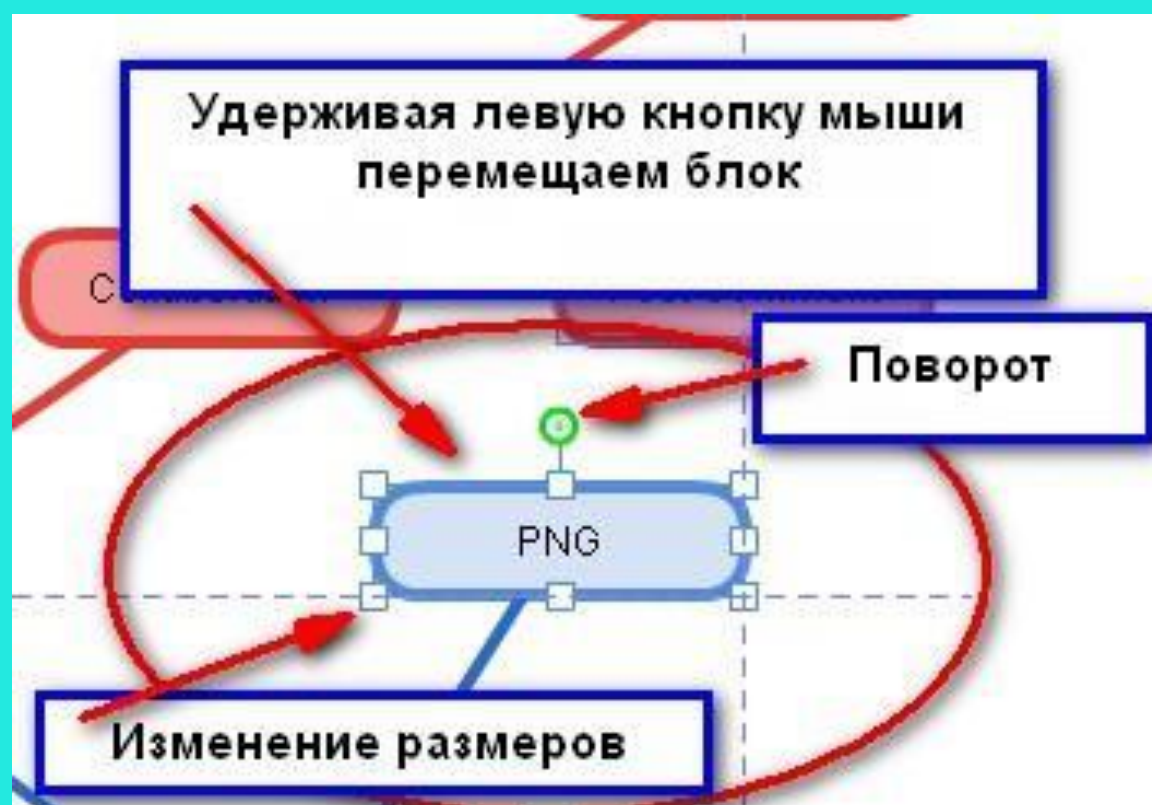 Удерживая левую кнопку мыши
перемещаем блок
Поворот
PNG
Изменение размеров